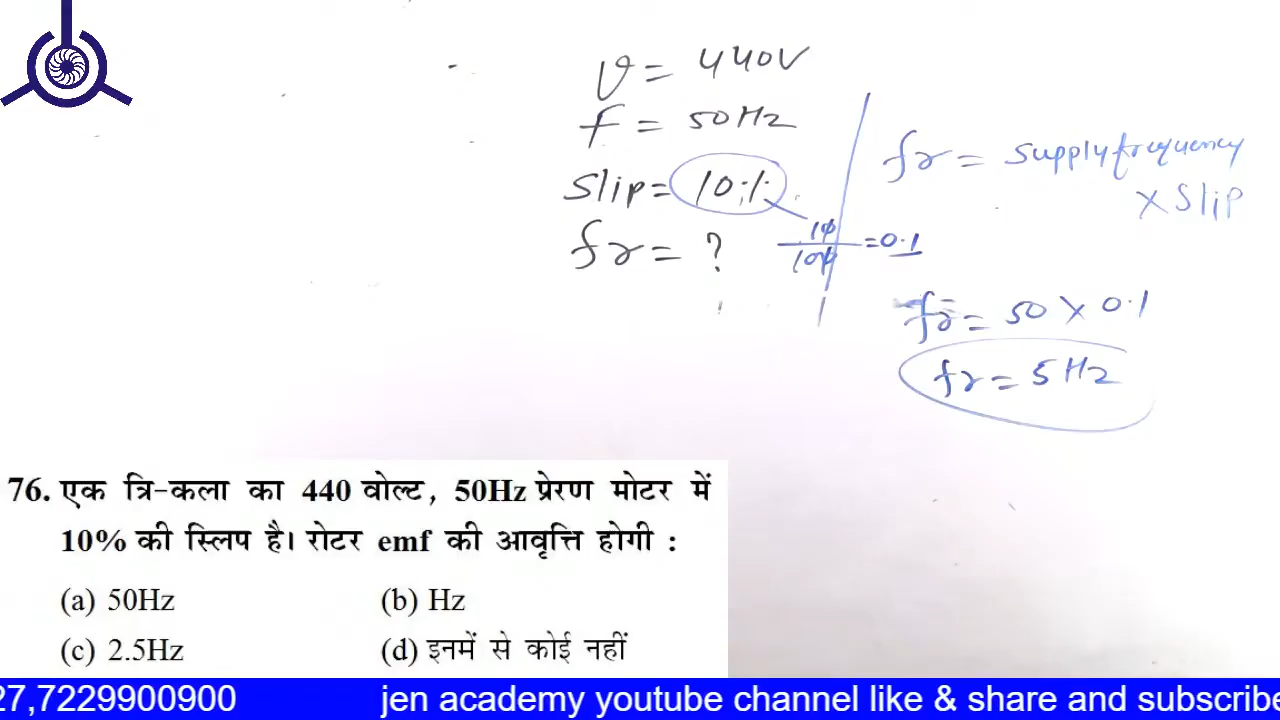 V = 440V
f = 50Hz
Slip = 10%
fr = ?
10/100 = 0.1
fr = supply frequency
x Slip
fr = 50 x 0.1
fr = 5 Hz
76. एक त्रि-कला का 440 वोल्ट, 50Hz प्रेरण मोटर में
10% की स्लिप है। रोटर emf की आवृत्ति होगी :
(a) 50Hz (b) Hz
(c) 2.5Hz (d) इनमें से कोई नहीं
27,7229900900 jen academy youtube channel like & share and subscribe